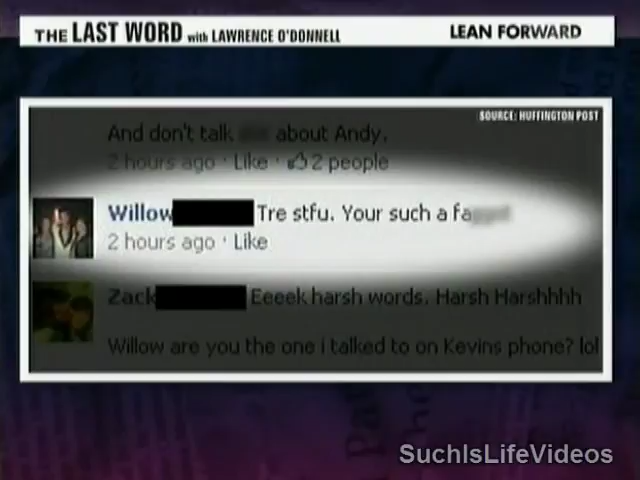 THE LAST WORD with LAWRENCE O'DONNELL
LEAN FORWARD
SOURCE: HUFFINGTON POST
And don't talk about Andy.
2 hours ago · Like · 2 people
Willow Tre stfu. Your such a fa
2 hours ago · Like
Zack Eeeek harsh words. Harsh Harshhhh
Willow are you the one i talked to on Kevins phone? lol
SuchIsLifeVideos